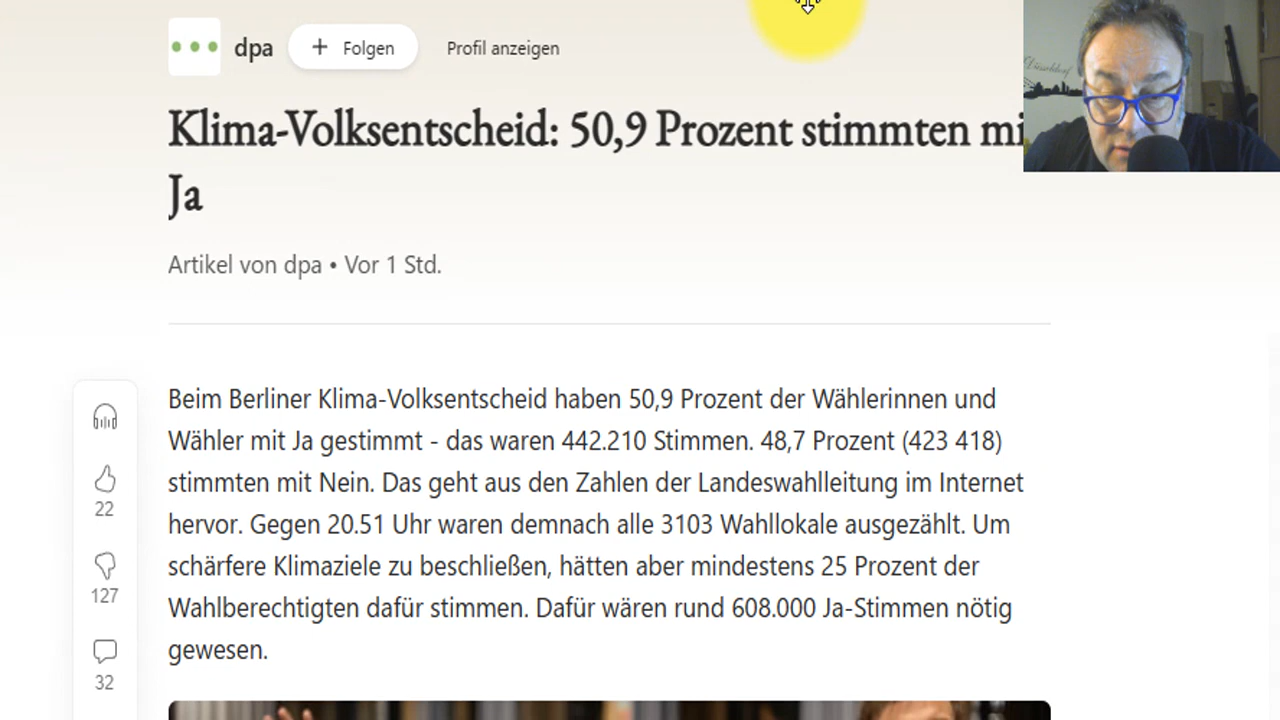 dpa
+ Folgen
Profil anzeigen
Düsseldorf
Klima-Volksentscheid: 50,9 Prozent stimmten mi
Ja
Artikel von dpa • Vor 1 Std.
Beim Berliner Klima-Volksentscheid haben 50,9 Prozent der Wählerinnen und
Wähler mit Ja gestimmt - das waren 442.210 Stimmen. 48,7 Prozent (423 418)
stimmten mit Nein. Das geht aus den Zahlen der Landeswahlleitung im Internet
hervor. Gegen 20.51 Uhr waren demnach alle 3103 Wahllokale ausgezählt. Um
schärfere Klimaziele zu beschließen, hätten aber mindestens 25 Prozent der
Wahlberechtigten dafür stimmen. Dafür wären rund 608.000 Ja-Stimmen nötig
gewesen.
22
127
32